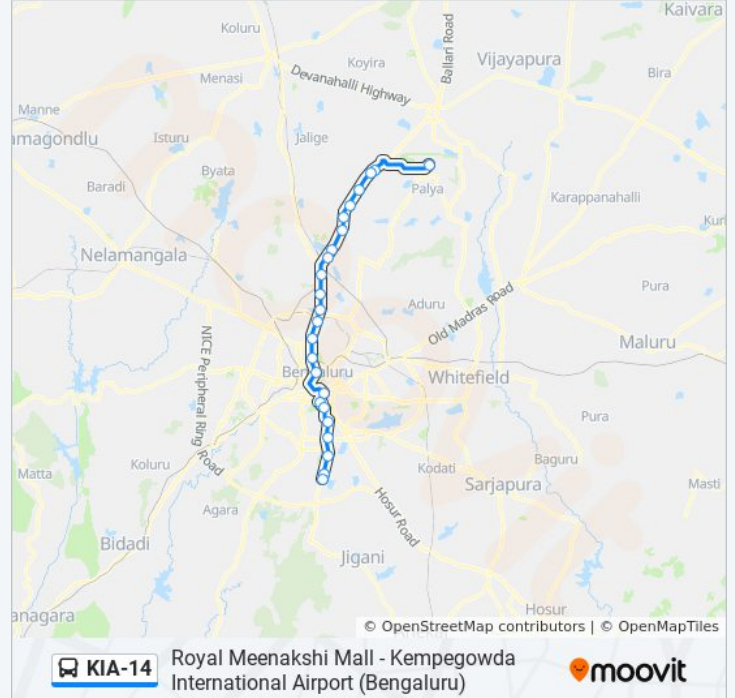 Kaivara
Koluru
Ballari Road
Koyira
Vijayapura
Menasi
Devanahalli Highway
Bira
Manne
amagondlu
Isturu
Jalige
Byata
Baradi
Palya
Karappanahalli
Kuri
Nelamangala
Pura
Aduru
Old Madras Road
NICE Peripheral Ring Road
Maluru
Bengaluru
Whitefield
Pura
Matta
Koluru
Kodati
Baguru
Sarjapura
Masti
Agara
Hosur Road
Bidadi
Jigani
anagara
Hosur
© OpenStreetMap contributors | © OpenMapTiles
KIA-14
Royal Meenakshi Mall - Kempegowda
International Airport (Bengaluru)
moovit